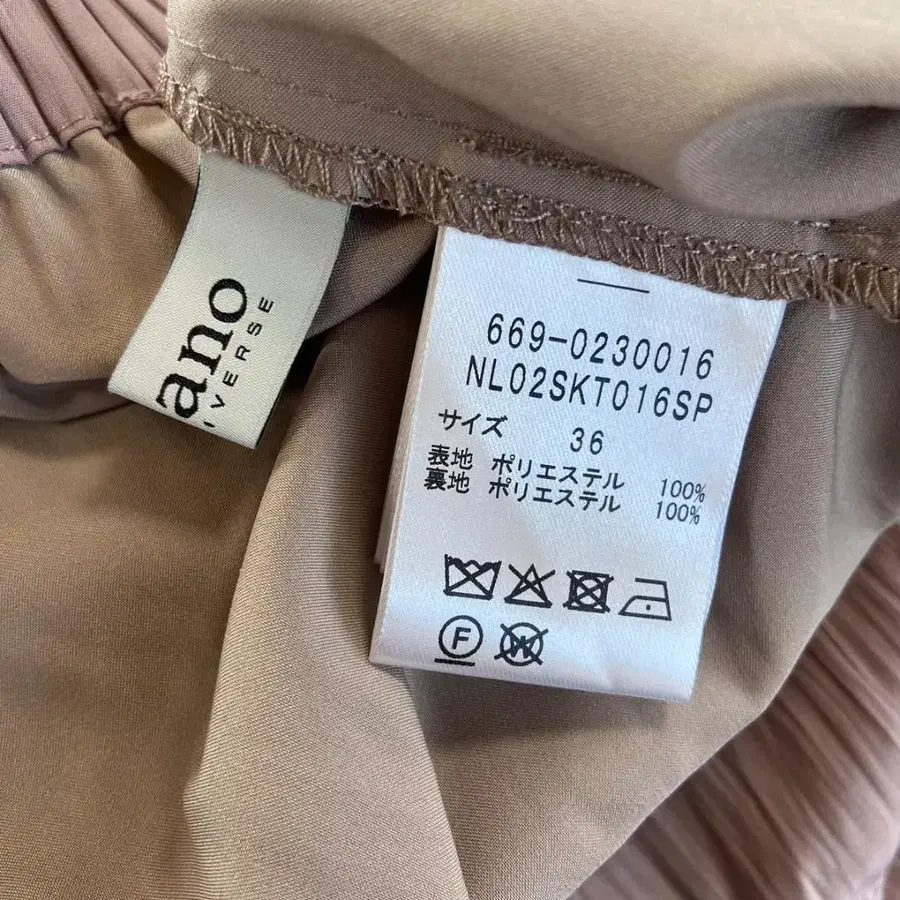 ano
VERSE
669-0230016
NL02SKT016SP
サイズ 36
表地 ポリエステル 100%
裏地 ポリエステル 100%
F
W